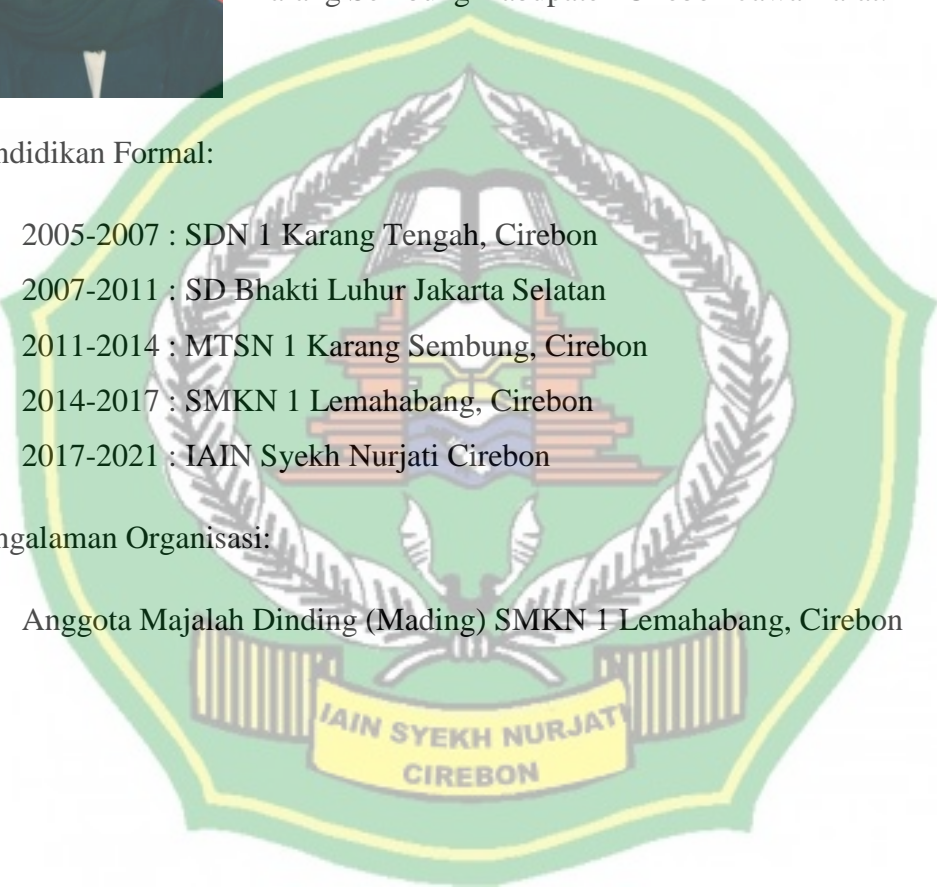 ndidikan Formal:
2005-2007 : SDN 1 Karang Tengah, Cirebon
2007-2011 : SD Bhakti Luhur Jakarta Selatan
2011-2014 : MTSN 1 Karang Sembung, Cirebon
2014-2017 : SMKN 1 Lemahabang, Cirebon
2017-2021 : IAIN Syekh Nurjati Cirebon
ngalaman Organisasi:
Anggota Majalah Dinding (Mading) SMKN 1 Lemahabang, Cirebon
IAIN SYEKH NURJATI
CIREBON